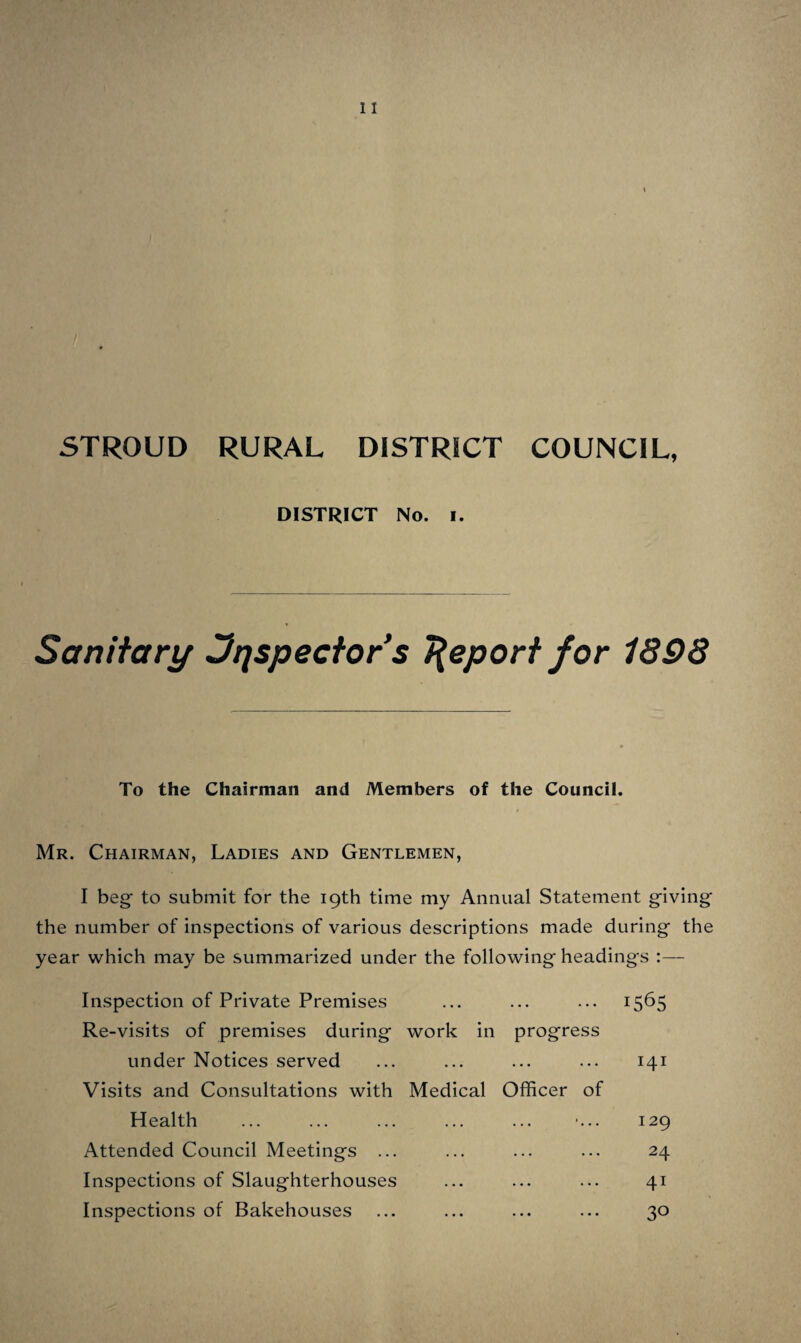 11
STROUD RURAL DISTRICT COUNCIL,
DISTRICT No. 1.
Sanitary Inspector's Report for 1898
To the Chairman and Members of the Council.
Mr. Chairman, Ladies and Gentlemen,
I beg to submit for the 19th time my Annual Statement giving
the number of inspections of various descriptions made during the
year which may be summarized under the following headings :—
Inspection of Private Premises ... ... ... 1565
Re-visits of premises during work in progress
under Notices served ... ... ... ... 141
Visits and Consultations with Medical Officer of
Health ... ... ... ... ... ... 129
Attended Council Meetings ... ... ... ... 24
Inspections of Slaughterhouses ... ... ... 41
Inspections of Bakehouses ... ... ... ... 30